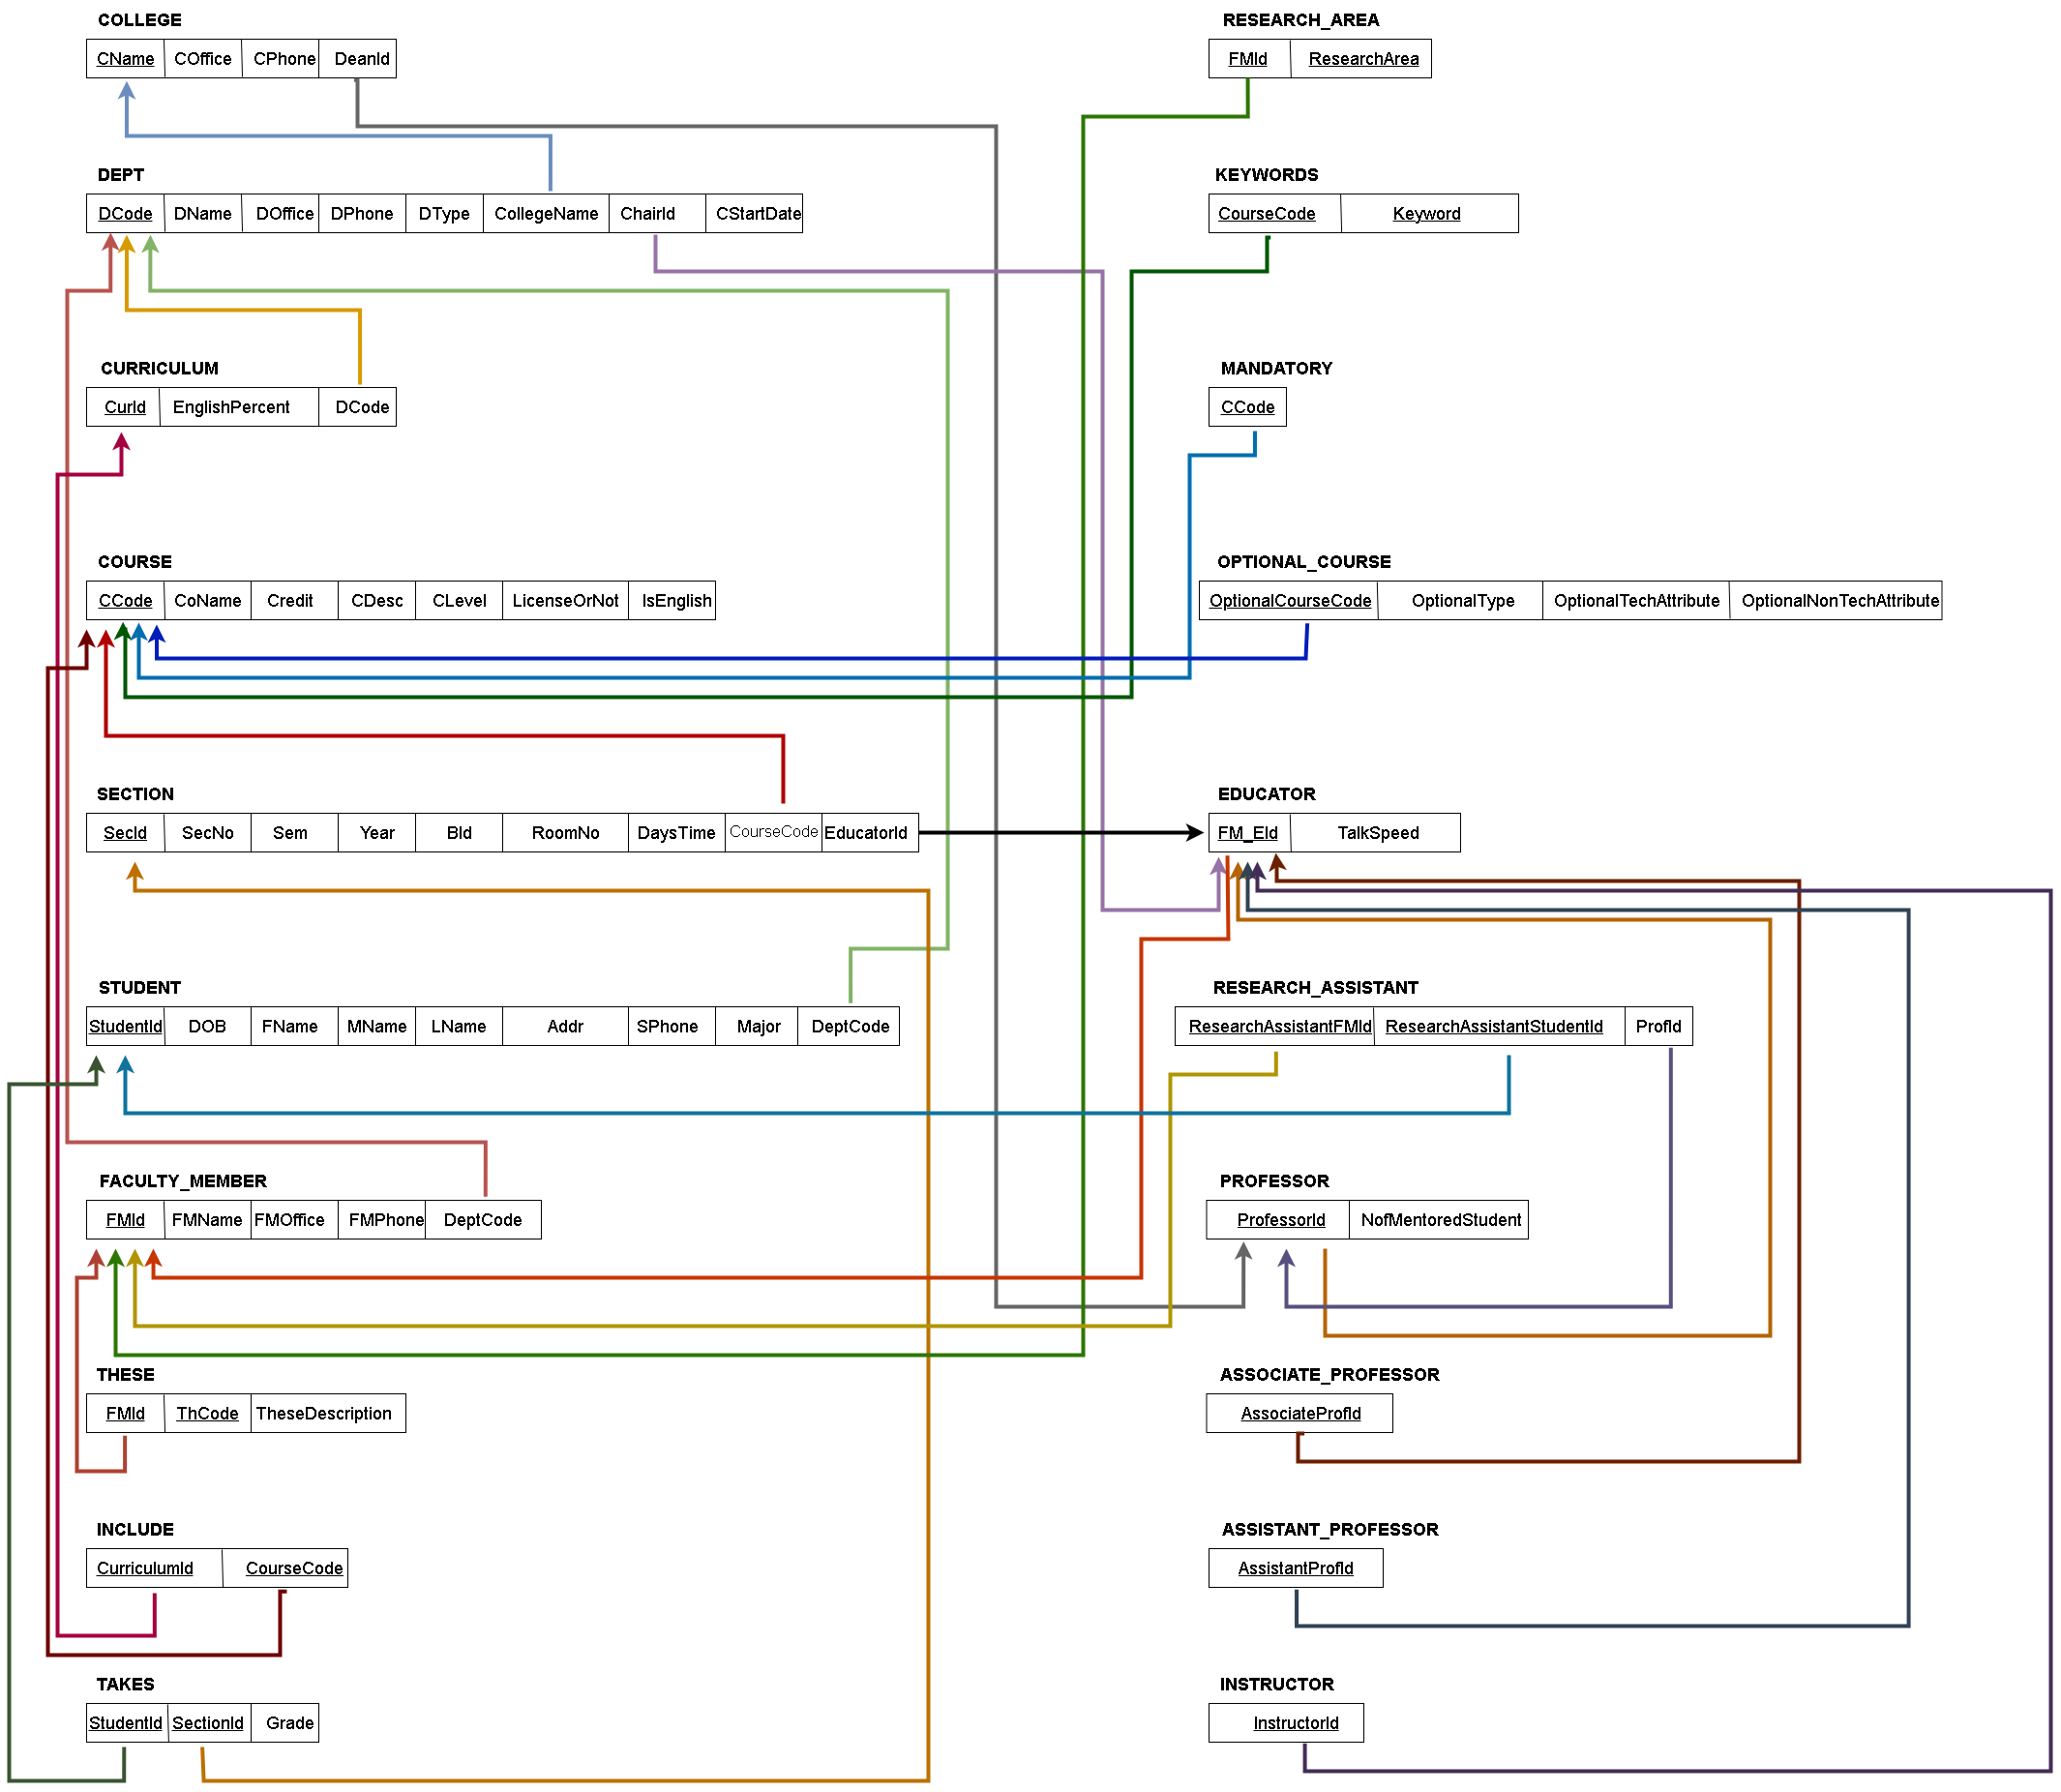 COLLEGE
CName COffice CPhone DeanId
DEPT
DCode DName DOffice DPhone DType CollegeName ChairId CStartDate
CURRICULUM
CurId EnglishPercent DCode
COURSE
CCode CoName Credit CDesc CLevel LicenseOrNot IsEnglish
SECTION
SecId SecNo Sem Year BId RoomNo DaysTime CourseCode EducatorId
STUDENT
StudentId DOB FName MName LName Addr SPhone Major DeptCode
FACULTY_MEMBER
FMId FMName FMOffice FMPhone DeptCode
THESE
FMId ThCode TheseDescription
INCLUDE
CurriculumId CourseCode
TAKES
StudentId SectionId Grade
RESEARCH_AREA
FMId ResearchArea
KEYWORDS
CourseCode Keyword
MANDATORY
CCode
OPTIONAL_COURSE
OptionalCourseCode OptionalType OptionalTechAttribute OptionalNonTechAttribute
EDUCATOR
FM_EId TalkSpeed
RESEARCH_ASSISTANT
ResearchAssistantFMId ResearchAssistantStudentId ProfId
PROFESSOR
ProfessorId NofMentoredStudent
ASSOCIATE_PROFESSOR
AssociateProfId
ASSISTANT_PROFESSOR
AssistantProfId
INSTRUCTOR
InstructorId